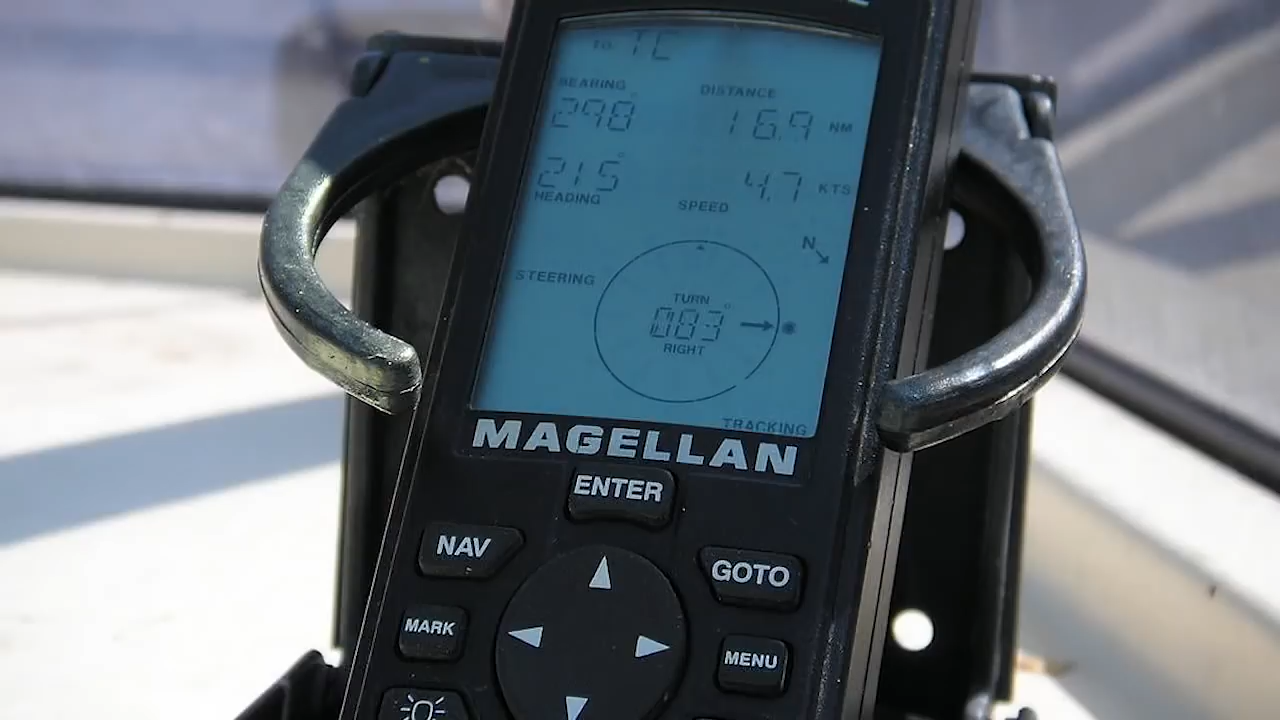 TO: TC
BEARING DISTANCE
298° 16.9 NM
215° 4.7 KTS
HEADING SPEED
N
STEERING
TURN
083°
RIGHT
TRACKING
MAGELLAN
ENTER
NAV
GOTO
MARK
MENU